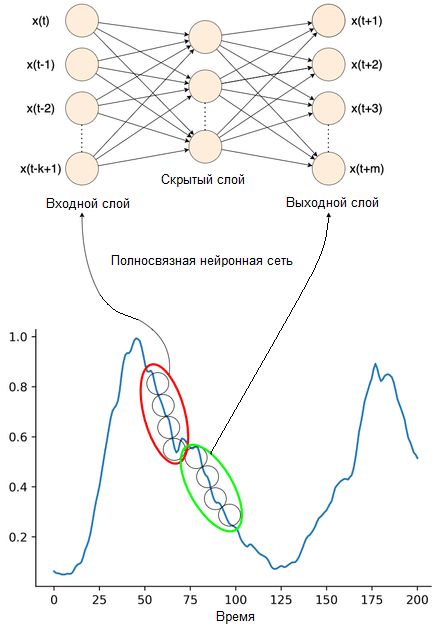 x(t)
x(t+1)
x(t-1)
x(t+2)
x(t-2)
x(t+3)
x(t-k+1)
x(t+m)
Скрытый слой
Входной слой
Выходной слой
Полносвязная нейронная сеть
1.0
0.8
0.6
0.4
0.2
0 25 50 75 100 125 150 175 200
Время